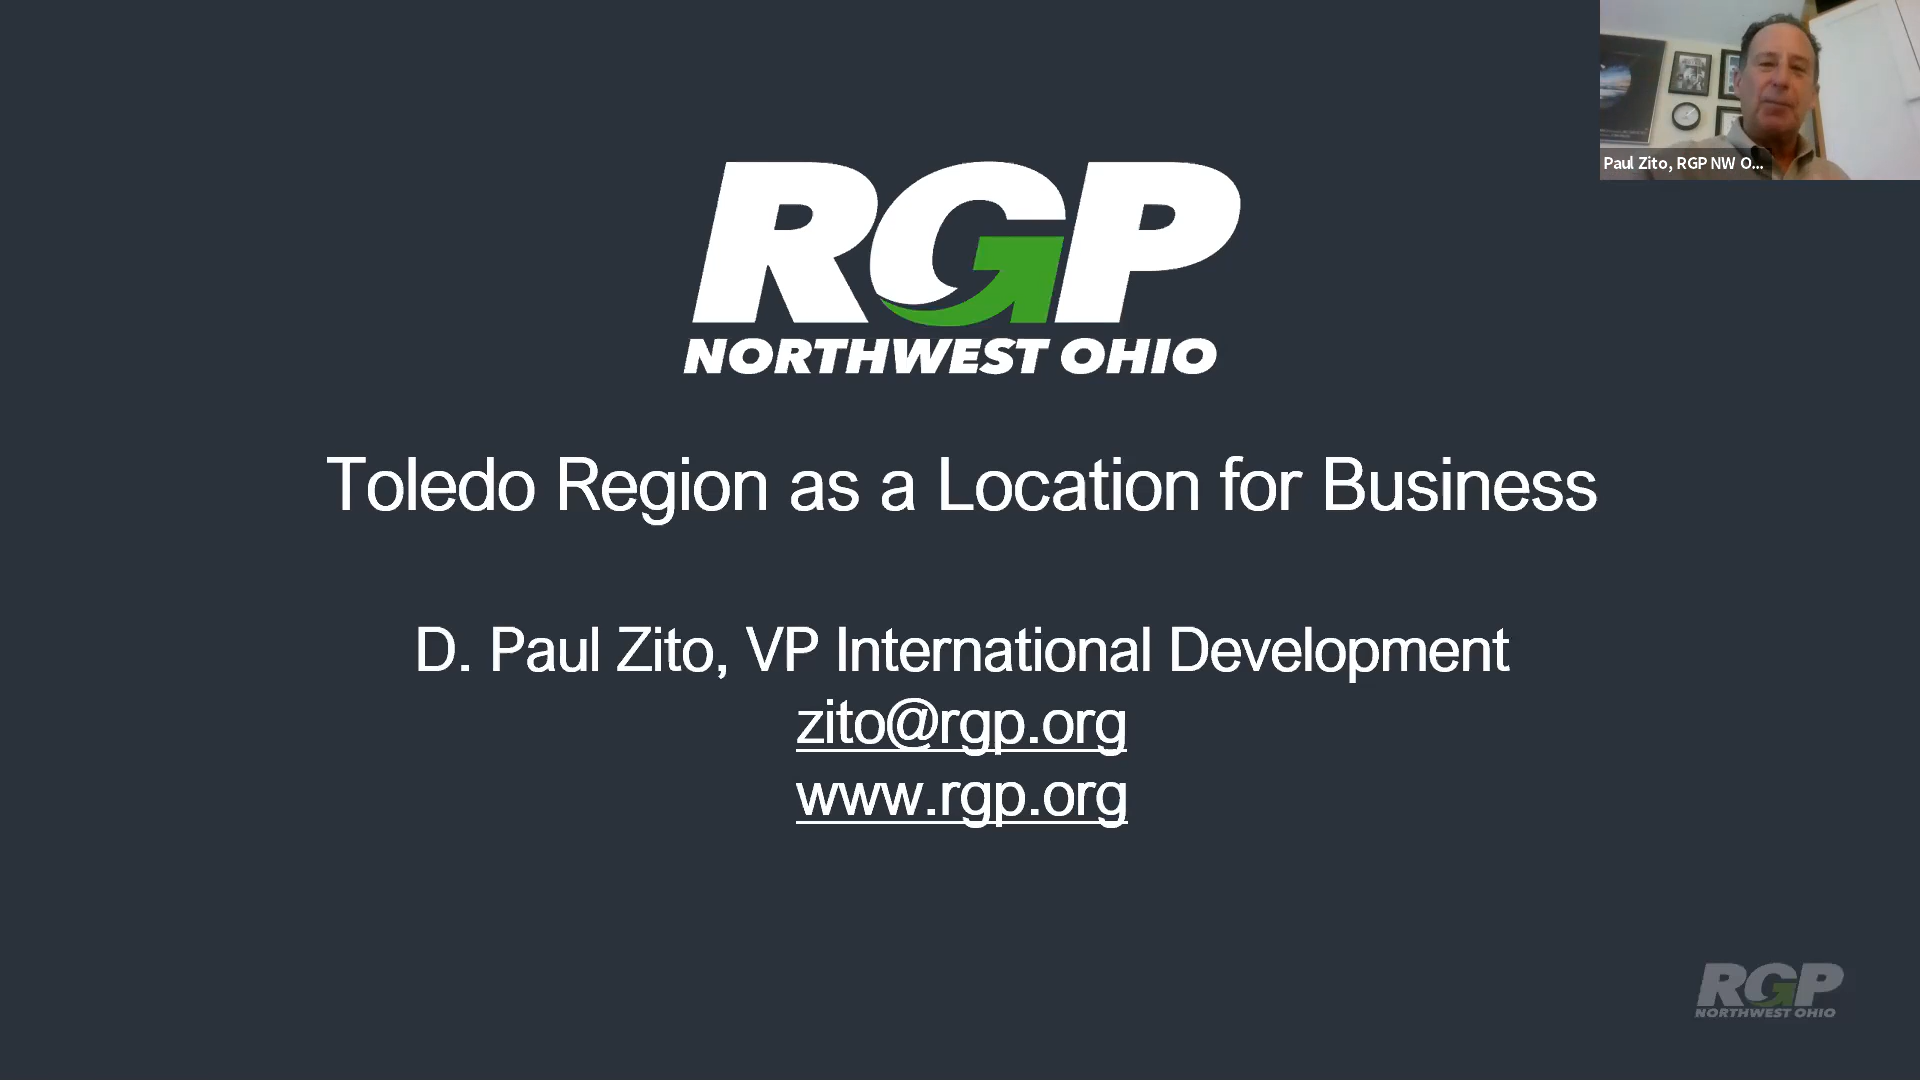 Paul Zito, RGP NW O...
RGP
NORTHWEST OHIO
Toledo Region as a Location for Business
D. Paul Zito, VP International Development
zito@rgp.org
www.rgp.org
RGP
NORTHWEST OHIO